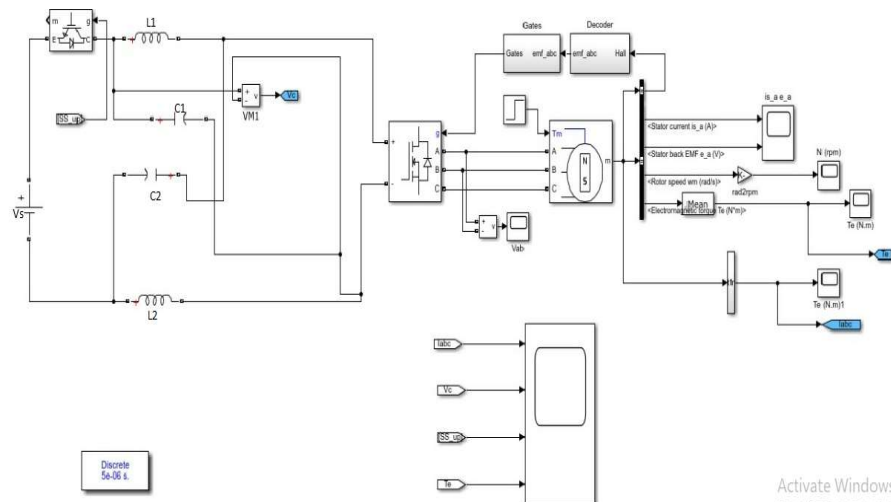 m
g
E
C
L1
[SS_up]
C1
+
-
v
VM1
Vc
C2
+
Vs
L2
Gates
Gates
emf_abc
Decoder
emf_abc
Hall
g
+
-
A
B
C
Tm
A
B
C
N
S
m
+
-
v
Vab
is_a e_a
<Stator current is_a (A)>
<Stator back EMF e_a (V)>
<Rotor speed wm (rad/s)>
<Electromagnetic torque Te (N*m)>
rad2rpm
N (rpm)
Mean
Te (N.m)
Te
Te (N.m)1
Iabc
Iabc
Vc
[SS_up]
Te
Discrete
5e-06 s.
Activate Windows